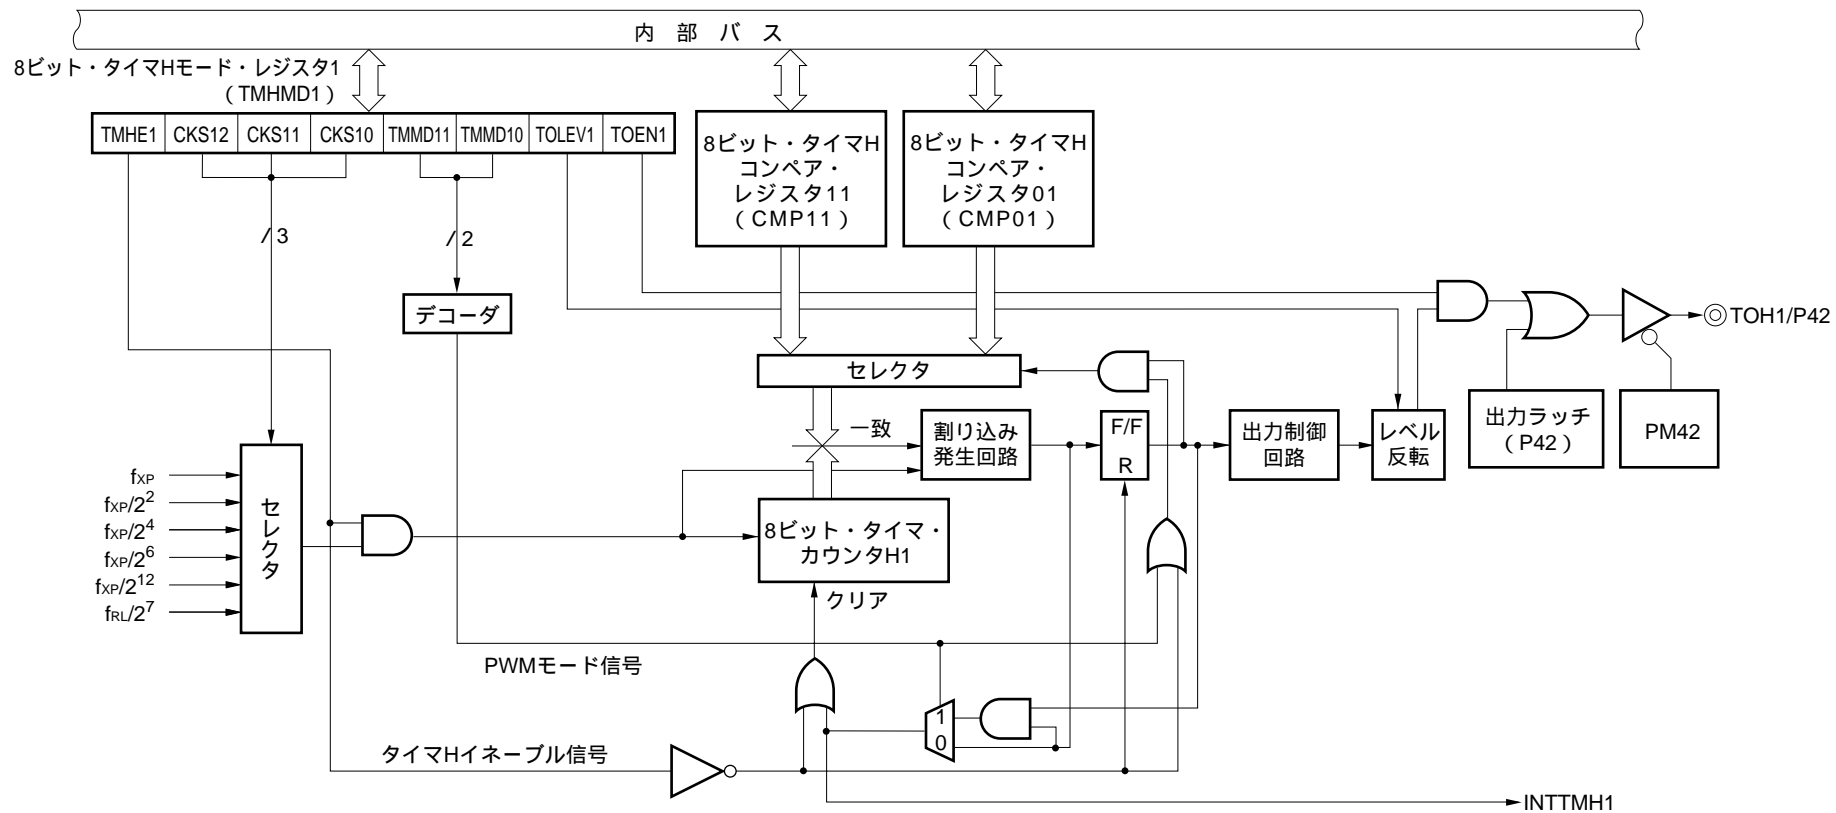 内 部 バ ス
8ビット・タイマHモード・レジスタ1
(TMHMD1)
TMHE1 CKS12 CKS11 CKS10 TMMD11 TMMD10 TOLEV1 TOEN1
8ビット・タイマH
コンペア・
レジスタ11
(CMP11)
8ビット・タイマH
コンペア・
レジスタ01
(CMP01)
/ 3
/ 2
デコーダ
TOH1/P42
セレクタ
一致
割り込み
発生回路
F/F
R
出力制御
回路
レベル
反転
出力ラッチ
(P42)
PM42
fXP
fXP/2^2
fXP/2^4
fXP/2^6
fXP/2^12
fRL/2^7
セレクタ
8ビット・タイマ・
カウンタH1
クリア
PWMモード信号
1
0
タイマHイネーブル信号
INTTMH1